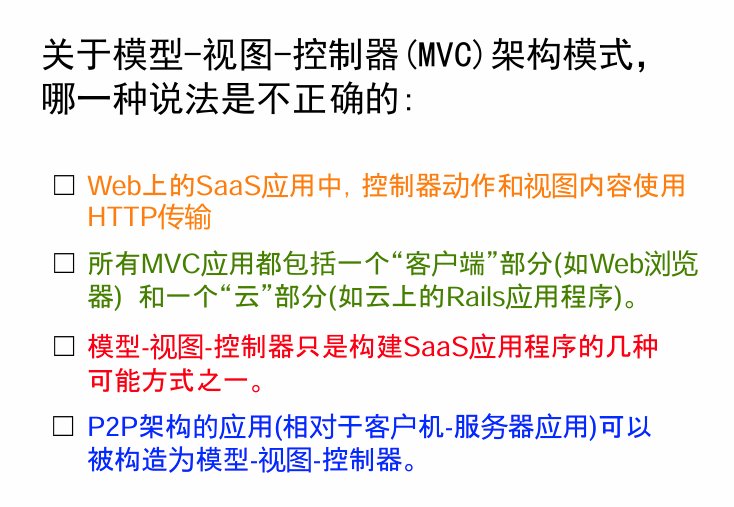 关于模型-视图-控制器(MVC)架构模式，
哪一种说法是不正确的:
□ Web上的SaaS应用中, 控制器动作和视图内容使用
HTTP传输
□ 所有MVC应用都包括一个“客户端”部分(如Web浏览
器) 和一个“云”部分(如云上的Rails应用程序)。
□ 模型-视图-控制器只是构建SaaS应用程序的几种
可能方式之一。
□ P2P架构的应用(相对于客户机-服务器应用)可以
被构造为模型-视图-控制器。